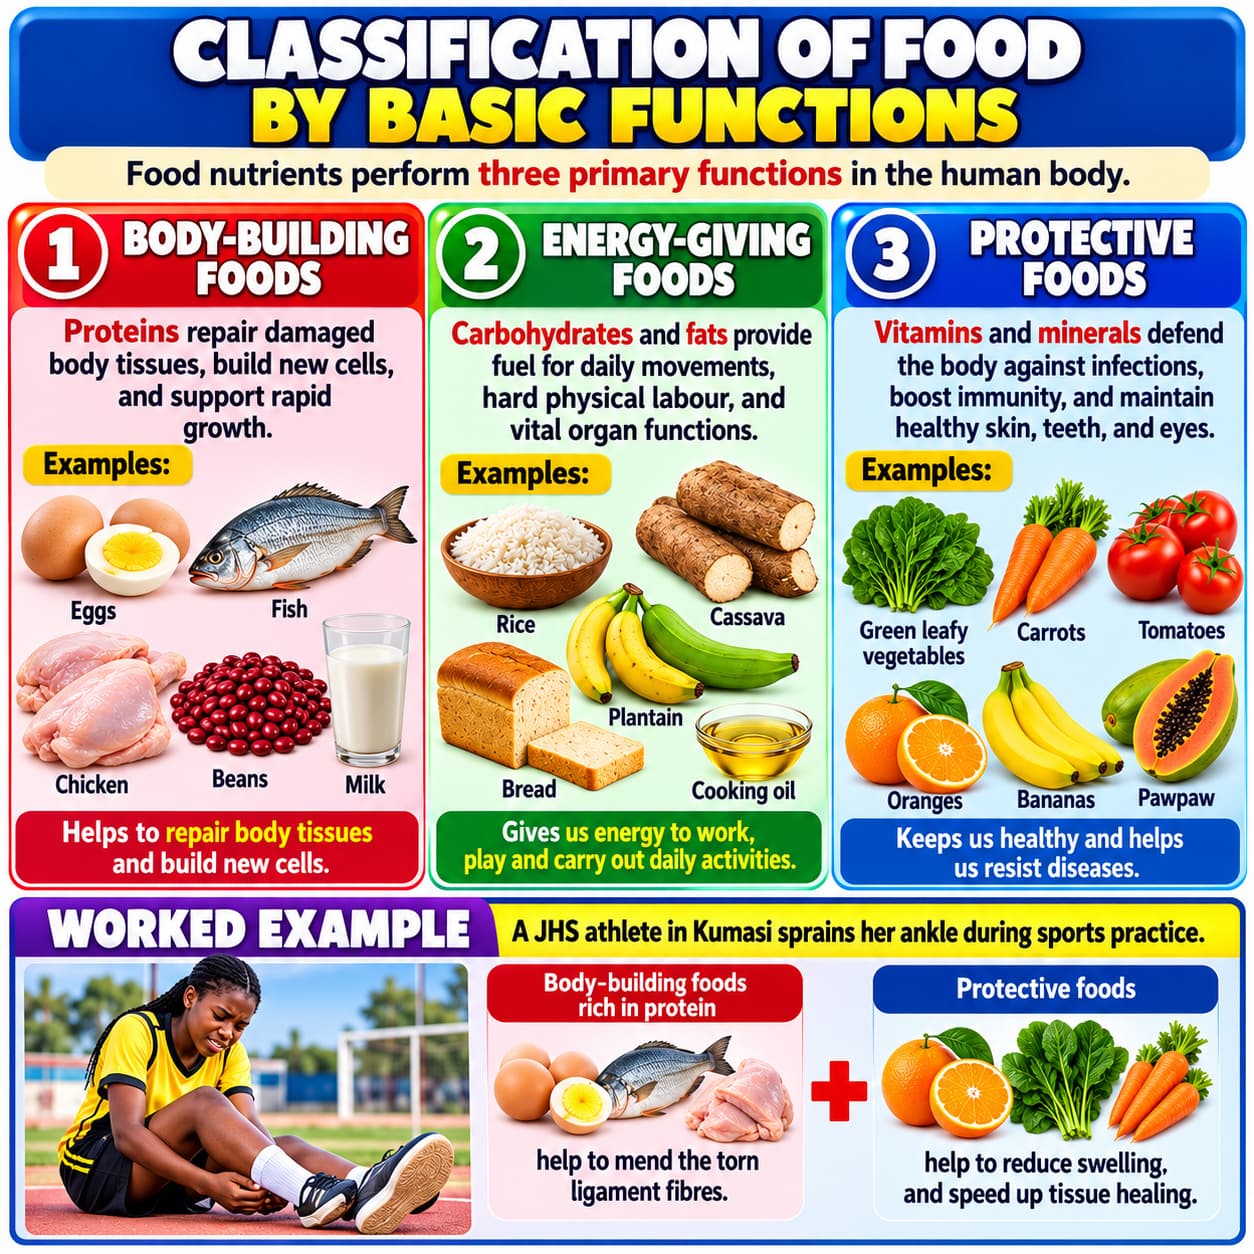 CLASSIFICATION OF FOOD
BY BASIC FUNCTIONS
Food nutrients perform three primary functions in the human body.
1 BODY-BUILDING
FOODS
Proteins repair damaged
body tissues, build new cells,
and support rapid
growth.
Examples:
Eggs
Fish
Chicken
Beans
Milk
Helps to repair body tissues
and build new cells.
2 ENERGY-GIVING
FOODS
Carbohydrates and fats provide
fuel for daily movements,
hard physical labour, and
vital organ functions.
Examples:
Rice
Cassava
Plantain
Bread
Cooking oil
Gives us energy to work,
play and carry out daily activities.
3 PROTECTIVE
FOODS
Vitamins and minerals defend
the body against infections,
boost immunity, and maintain
healthy skin, teeth, and eyes.
Examples:
Green leafy
vegetables
Carrots
Tomatoes
Oranges
Bananas
Pawpaw
Keeps us healthy and helps
us resist diseases.
WORKED EXAMPLE
A JHS athlete in Kumasi sprains her ankle during sports practice.
Body-building foods
rich in protein
help to mend the torn
ligament fibres.
Protective foods
help to reduce swelling,
and speed up tissue healing.